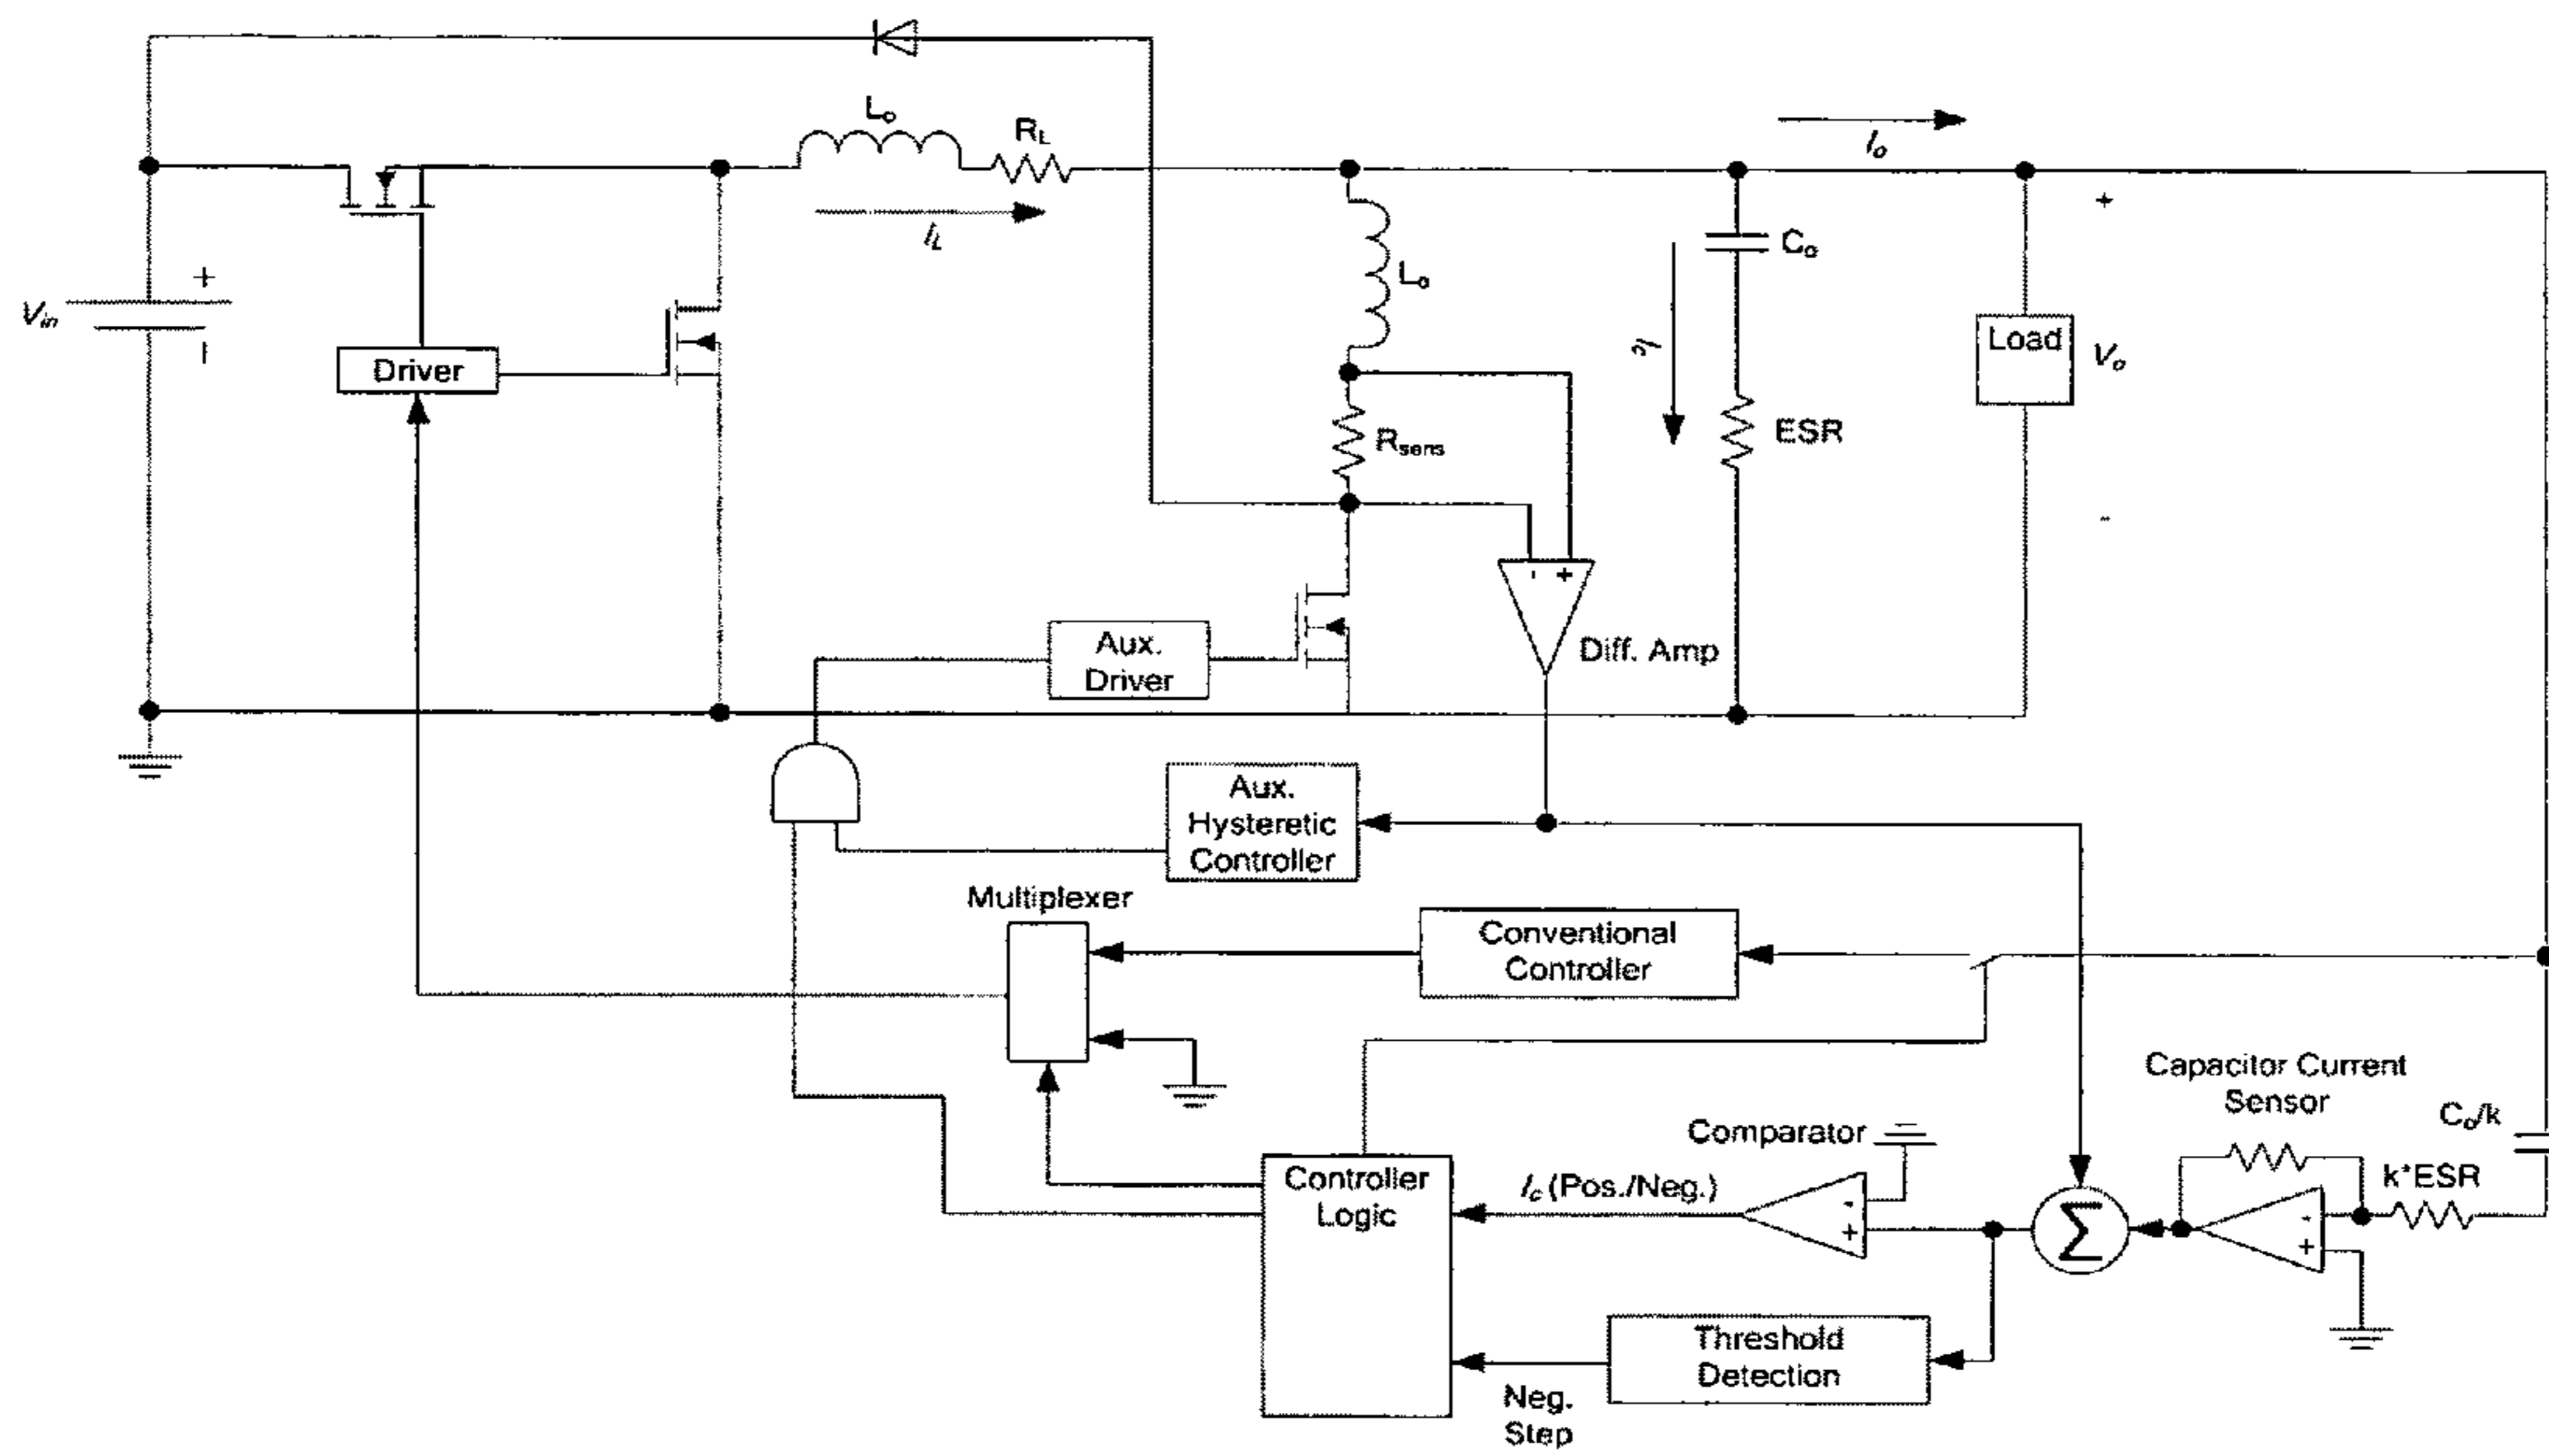 Lo
RL
Io
IL
+
Vin
Driver
Lo
Co
Ic
+
Load
Vo
Rsens
ESR
-
- +
Diff. Amp
Aux.
Driver
Aux.
Hysteretic
Controller
Multiplexer
Conventional
Controller
Capacitor Current
Sensor
Co/k
Comparator
k*ESR
Controller
Logic
Ic (Pos./Neg.)
-
+
Σ
-
+
Threshold
Detection
Neg.
Step